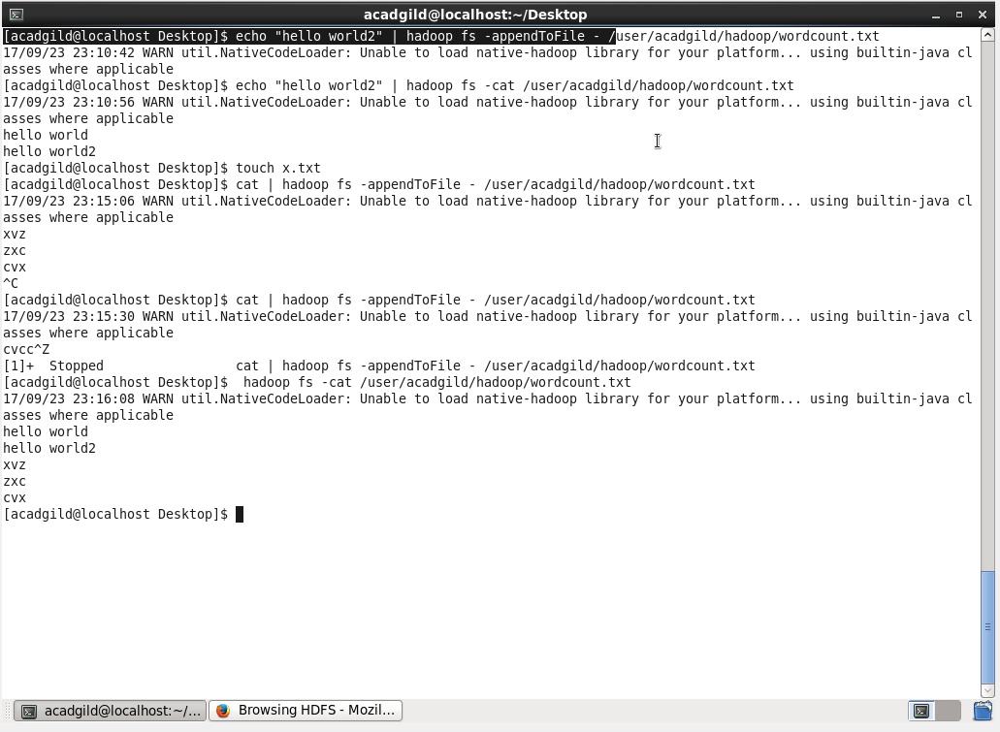 acadgild@localhost:~/Desktop
[acadgild@localhost Desktop]$ echo "hello world2" | hadoop fs -appendToFile - /user/acadgild/hadoop/wordcount.txt
17/09/23 23:10:42 WARN util.NativeCodeLoader: Unable to load native-hadoop library for your platform... using builtin-java cl
asses where applicable
[acadgild@localhost Desktop]$ echo "hello world2" | hadoop fs -cat /user/acadgild/hadoop/wordcount.txt
17/09/23 23:10:56 WARN util.NativeCodeLoader: Unable to load native-hadoop library for your platform... using builtin-java cl
asses where applicable
hello world
hello world2
[acadgild@localhost Desktop]$ touch x.txt
[acadgild@localhost Desktop]$ cat | hadoop fs -appendToFile - /user/acadgild/hadoop/wordcount.txt
17/09/23 23:15:06 WARN util.NativeCodeLoader: Unable to load native-hadoop library for your platform... using builtin-java cl
asses where applicable
xvz
zxc
cvx
^C
[acadgild@localhost Desktop]$ cat | hadoop fs -appendToFile - /user/acadgild/hadoop/wordcount.txt
17/09/23 23:15:30 WARN util.NativeCodeLoader: Unable to load native-hadoop library for your platform... using builtin-java cl
asses where applicable
cvcc^Z
[1]+  Stopped                 cat | hadoop fs -appendToFile - /user/acadgild/hadoop/wordcount.txt
[acadgild@localhost Desktop]$  hadoop fs -cat /user/acadgild/hadoop/wordcount.txt
17/09/23 23:16:08 WARN util.NativeCodeLoader: Unable to load native-hadoop library for your platform... using builtin-java cl
asses where applicable
hello world
hello world2
xvz
zxc
cvx
[acadgild@localhost Desktop]$
acadgild@localhost:~/... Browsing HDFS - Mozil...